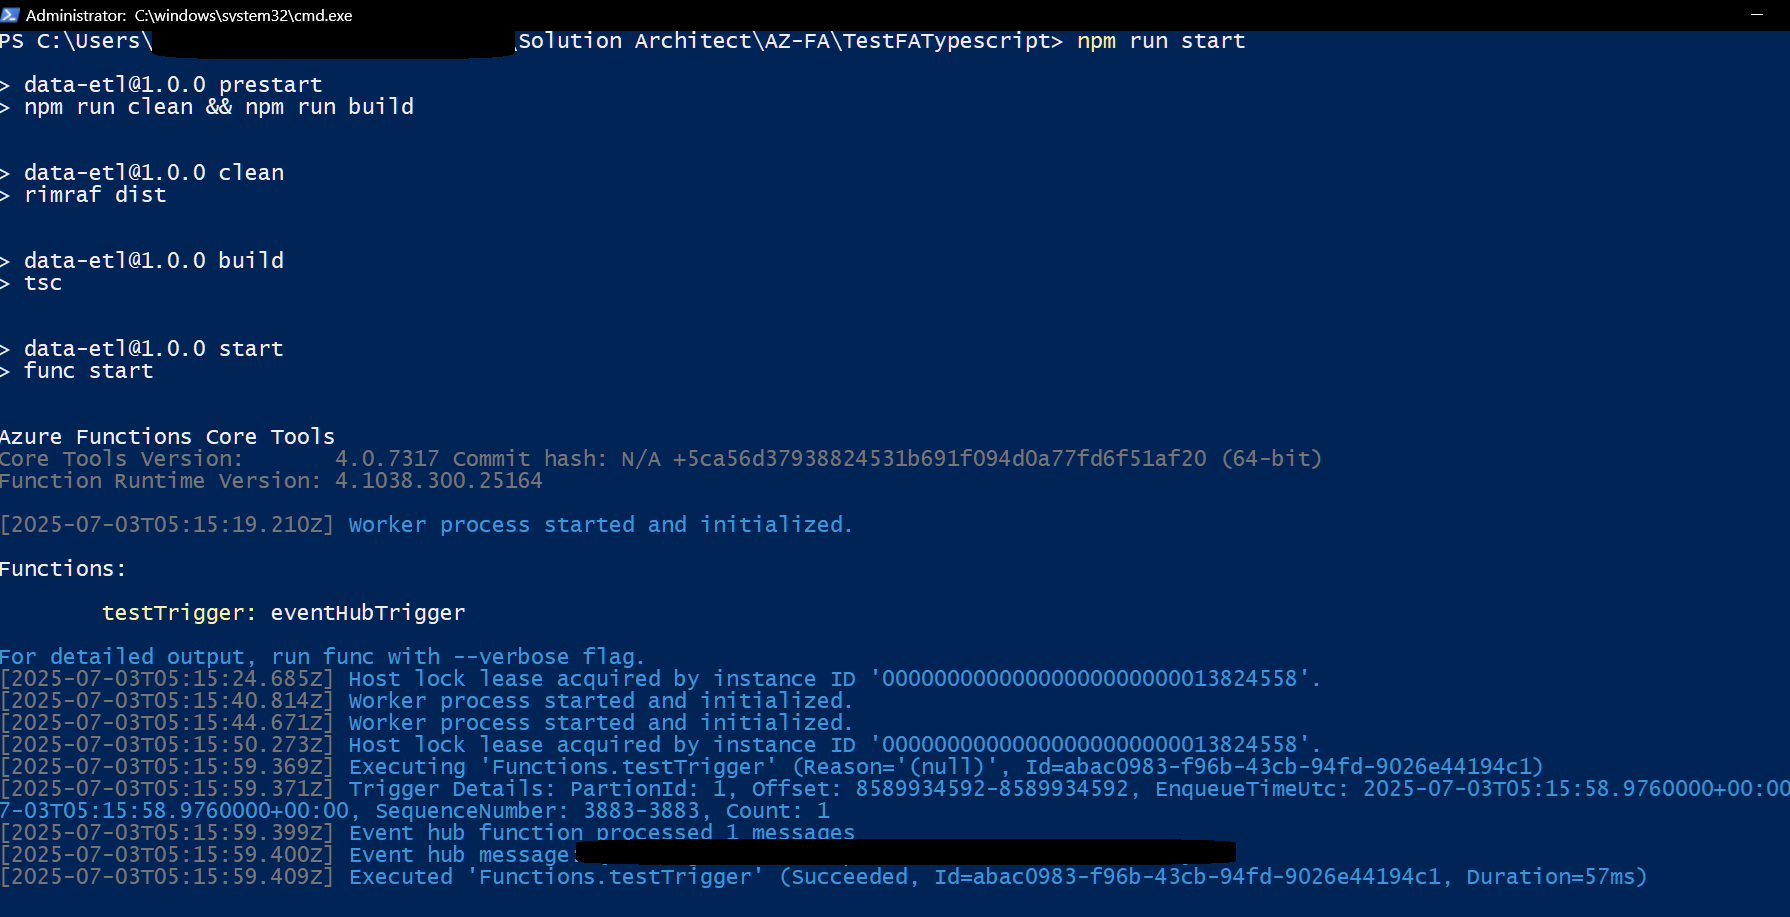 Administrator: C:\windows\system32\cmd.exe
PS C:\Users\ \Solution Architect\AZ-FA\TestFATypescript> npm run start
> data-etl@1.0.0 prestart
> npm run clean && npm run build
> data-etl@1.0.0 clean
> rimraf dist
> data-etl@1.0.0 build
> tsc
> data-etl@1.0.0 start
> func start
Azure Functions Core Tools
Core Tools Version:       4.0.7317 Commit hash: N/A +5ca56d37938824531b691f094d0a77fd6f51af20 (64-bit)
Function Runtime Version: 4.1038.300.25164
[2025-07-03T05:15:19.210Z] Worker process started and initialized.
Functions:
testTrigger: eventHubTrigger
For detailed output, run func with --verbose flag.
[2025-07-03T05:15:24.685Z] Host lock lease acquired by instance ID '00000000000000000000000013824558'.
[2025-07-03T05:15:40.814Z] Worker process started and initialized.
[2025-07-03T05:15:44.671Z] Worker process started and initialized.
[2025-07-03T05:15:50.273Z] Host lock lease acquired by instance ID '00000000000000000000000013824558'.
[2025-07-03T05:15:59.369Z] Executing 'Functions.testTrigger' (Reason='(null)', Id=abac0983-f96b-43cb-94fd-9026e44194c1)
[2025-07-03T05:15:59.371Z] Trigger Details: PartionId: 1, Offset: 8589934592-8589934592, EnqueueTimeUtc: 2025-07-03T05:15:58.9760000+00:00
7-03T05:15:58.9760000+00:00, SequenceNumber: 3883-3883, Count: 1
[2025-07-03T05:15:59.399Z] Event hub function processed 1 messages
[2025-07-03T05:15:59.400Z] Event hub message:
[2025-07-03T05:15:59.409Z] Executed 'Functions.testTrigger' (Succeeded, Id=abac0983-f96b-43cb-94fd-9026e44194c1, Duration=57ms)